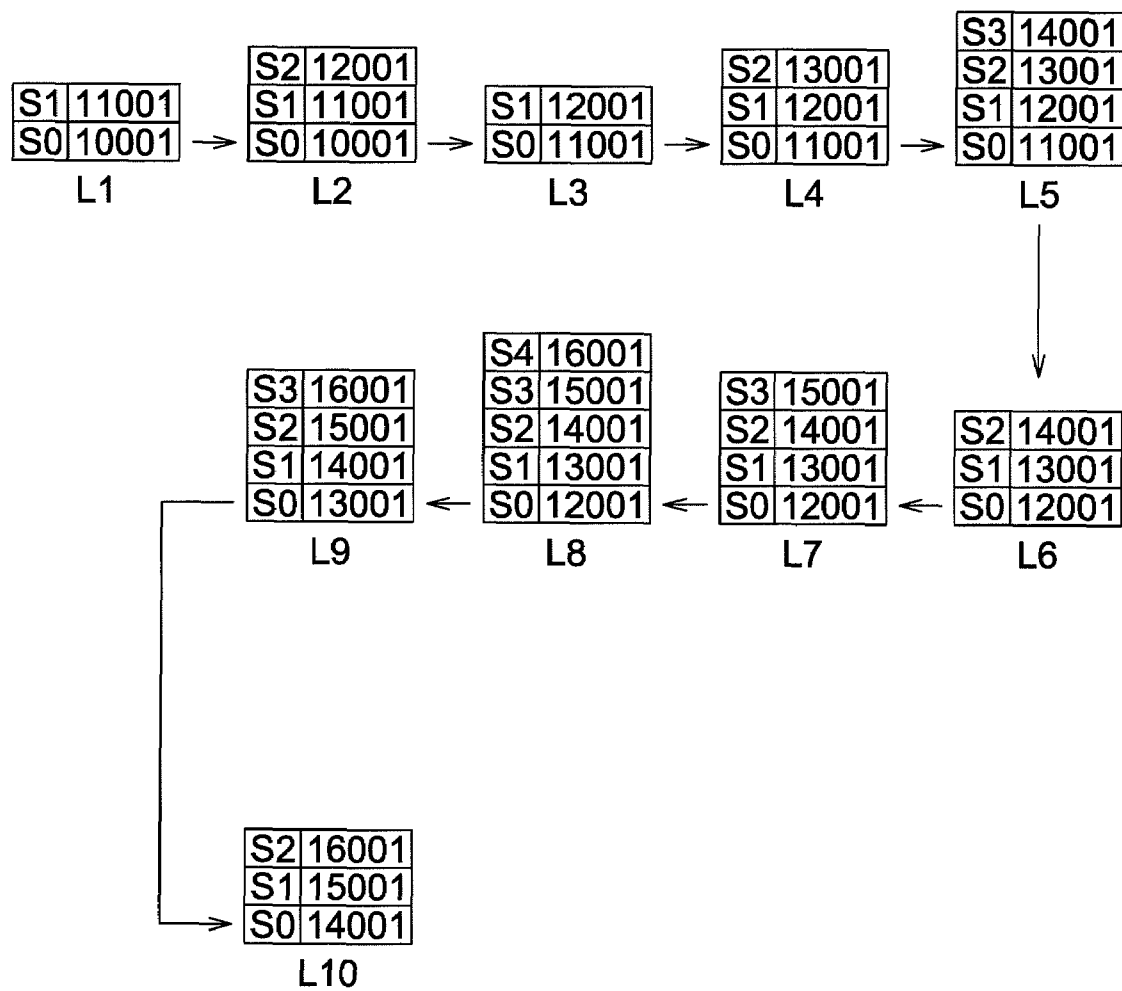 S1 11001
S0 10001
L1
S2 12001
S1 11001
S0 10001
L2
S1 12001
S0 11001
L3
S2 13001
S1 12001
S0 11001
L4
S3 14001
S2 13001
S1 12001
S0 11001
L5
S2 14001
S1 13001
S0 12001
L6
S3 15001
S2 14001
S1 13001
S0 12001
L7
S4 16001
S3 15001
S2 14001
S1 13001
S0 12001
L8
S3 16001
S2 15001
S1 14001
S0 13001
L9
S2 16001
S1 15001
S0 14001
L10